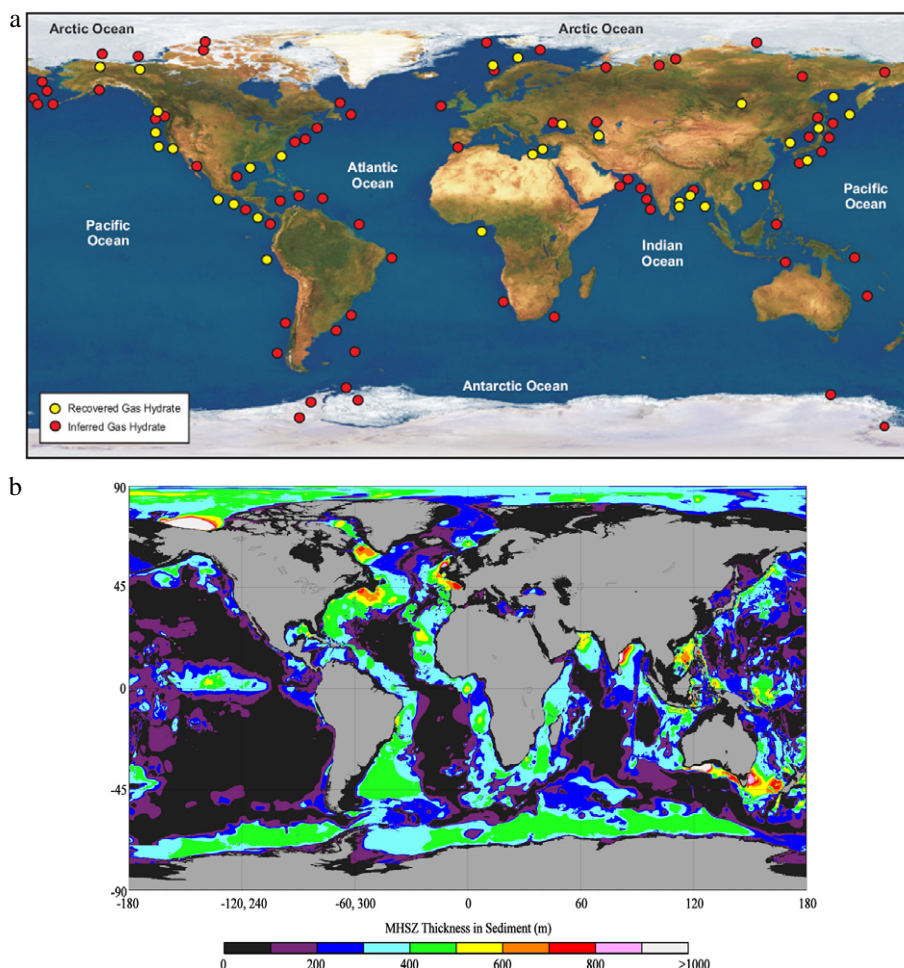 a
Arctic Ocean
Arctic Ocean
Atlantic
Ocean
Pacific
Ocean
Pacific
Ocean
Indian
Ocean
Antarctic Ocean
Recovered Gas Hydrate
Inferred Gas Hydrate
b
90
45
0
-45
-90
-180
-120, 240
-60, 300
0
60
120
180
MHSZ Thickness in Sediment (m)
0
200
400
600
800
>1000